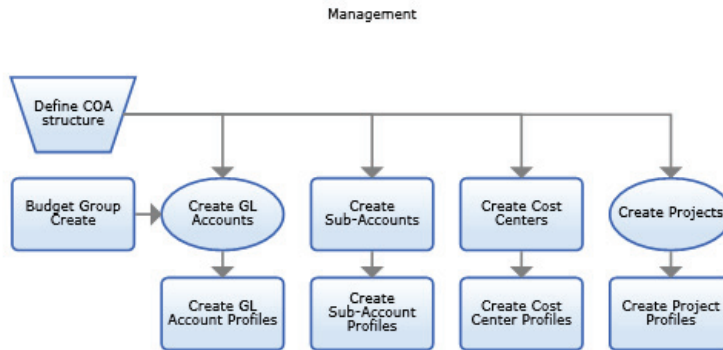 Management
Define COA
structure
Budget Group
Create
Create GL
Accounts
Create
Sub-Accounts
Create Cost
Centers
Create Projects
Create GL
Account Profiles
Create
Sub-Account
Profiles
Create Cost
Center Profiles
Create Project
Profiles